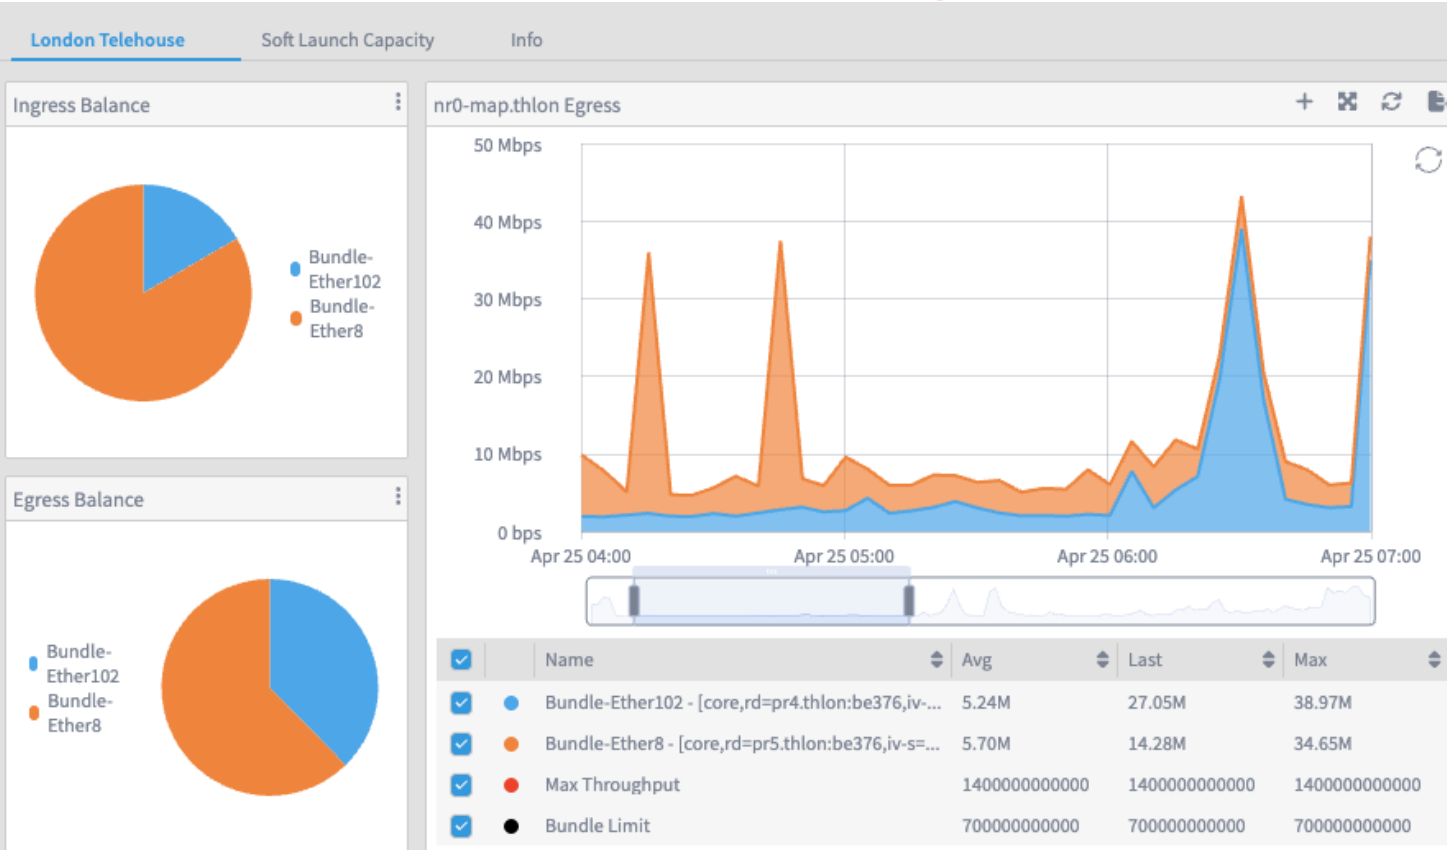 London Telehouse
Soft Launch Capacity
Info
Ingress Balance
Bundle-
Ether102
Bundle-
Ether8
Egress Balance
Bundle-
Ether102
Bundle-
Ether8
nr0-map.thlon Egress
50 Mbps
40 Mbps
30 Mbps
20 Mbps
10 Mbps
0 bps
Apr 25 04:00
Apr 25 05:00
Apr 25 06:00
Apr 25 07:00
Name Avg Last Max
Bundle-Ether102 - [core,rd=pr4.thlon:be376,iv-... 5.24M 27.05M 38.97M
Bundle-Ether8 - [core,rd=pr5.thlon:be376,iv-s=... 5.70M 14.28M 34.65M
Max Throughput 1400000000000 1400000000000 1400000000000
Bundle Limit 700000000000 700000000000 700000000000